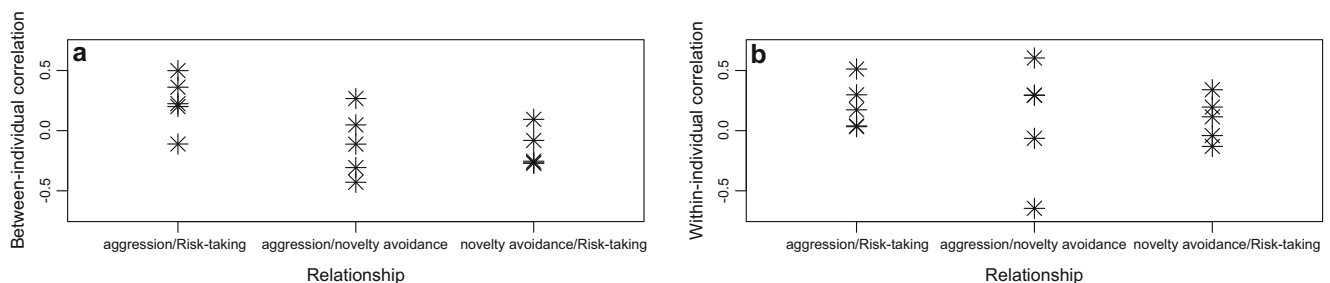 a
Between-individual correlation
0.5
0.0
-0.5
aggression/Risk-taking aggression/novelty avoidance novelty avoidance/Risk-taking
Relationship
b
Within-individual correlation
0.5
0.0
-0.5
aggression/Risk-taking aggression/novelty avoidance novelty avoidance/Risk-taking
Relationship